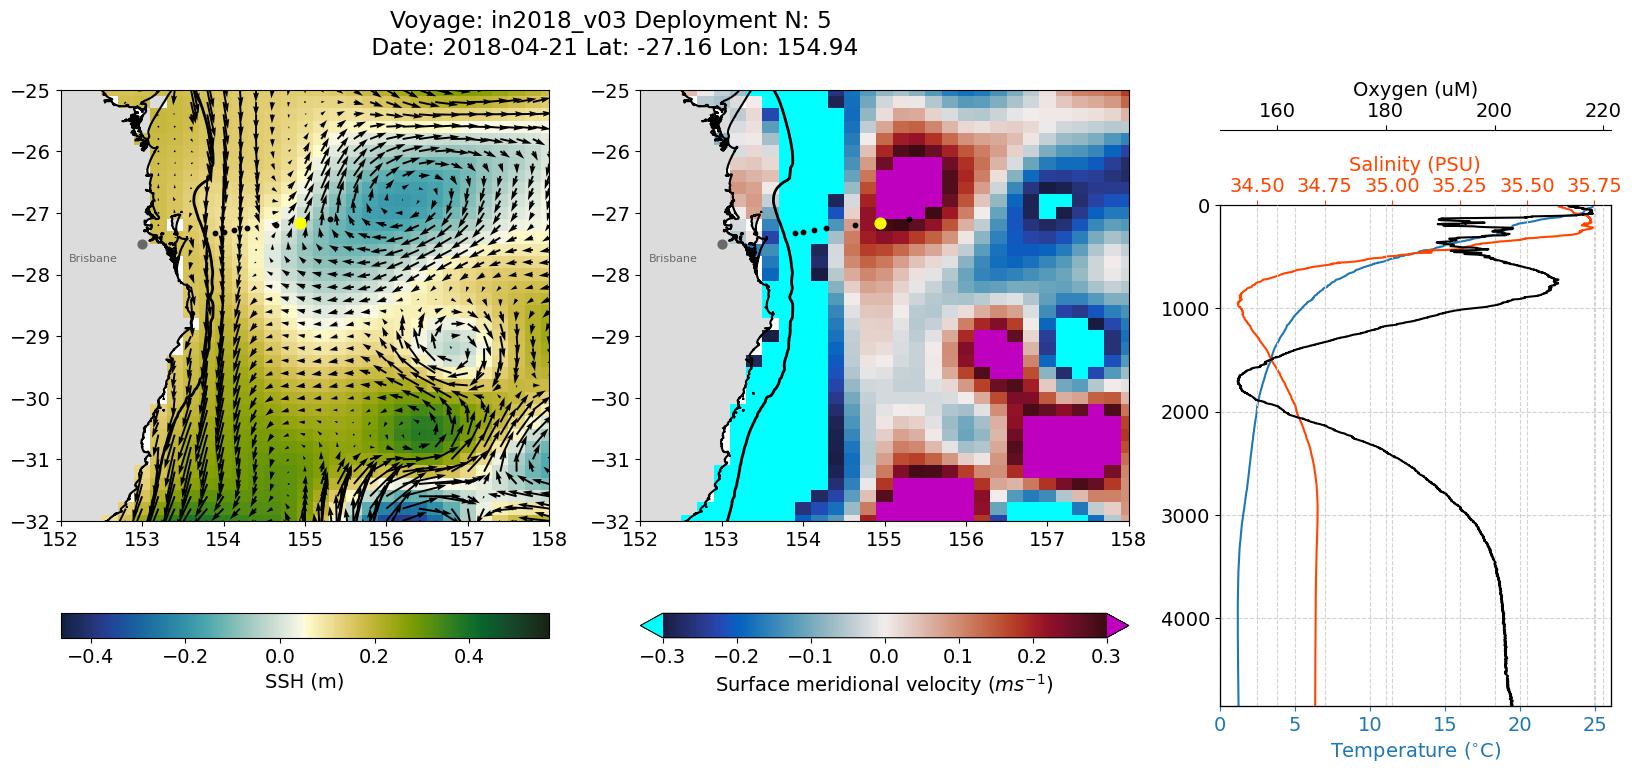 Voyage: in2018_v03 Deployment N: 5
Date: 2018-04-21 Lat: -27.16 Lon: 154.94
−25
−26
−27
−28
−29
−30
−31
−32
Brisbane
152 153 154 155 156 157 158
−0.4 −0.2 0.0 0.2 0.4
SSH (m)
−25
−26
−27
−28
−29
−30
−31
−32
Brisbane
152 153 154 155 156 157 158
−0.3 −0.2 −0.1 0.0 0.1 0.2 0.3
Surface meridional velocity (ms⁻¹)
Oxygen (uM)
160 180 200 220
Salinity (PSU)
34.50 34.75 35.00 35.25 35.50 35.75
0
1000
2000
3000
4000
0 5 10 15 20 25
Temperature (°C)